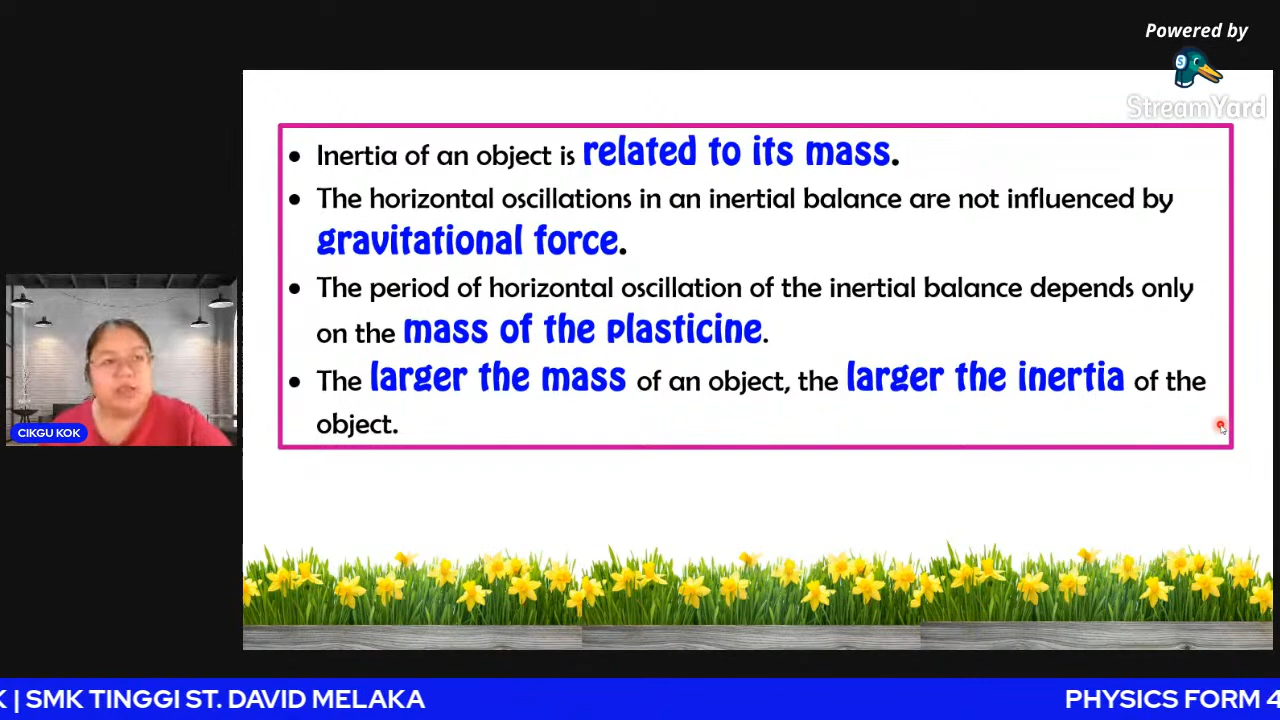 Powered by
StreamYard
• Inertia of an object is related to its mass.
• The horizontal oscillations in an inertial balance are not influenced by
gravitational force.
• The period of horizontal oscillation of the inertial balance depends only
on the mass of the plasticine.
• The larger the mass of an object, the larger the inertia of the
object.
CIKGU KOK
K | SMK TINGGI ST. DAVID MELAKA
PHYSICS FORM 4